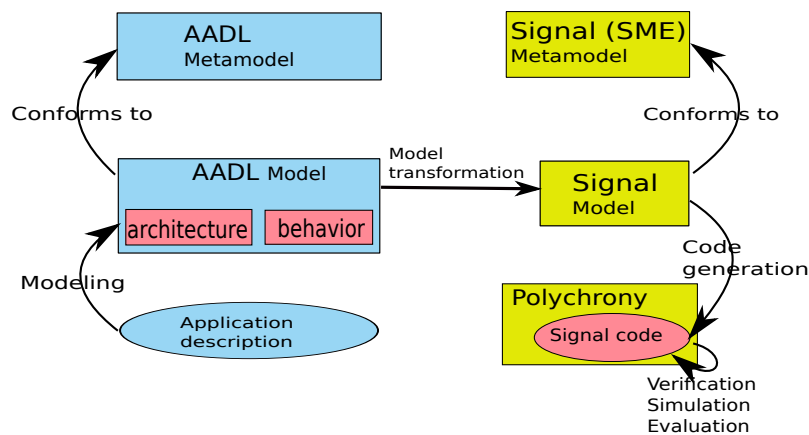 AADL
Metamodel
Signal (SME)
Metamodel
Conforms to
Conforms to
AADL Model
architecture
behavior
Model
transformation
Signal
Model
Modeling
Application
description
Code
generation
Polychrony
Signal code
Verification
Simulation
Evaluation